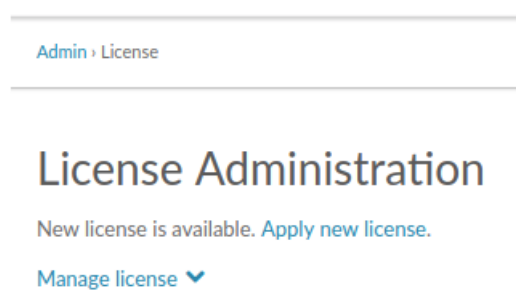 Admin › License
License Administration
New license is available. Apply new license.
Manage license